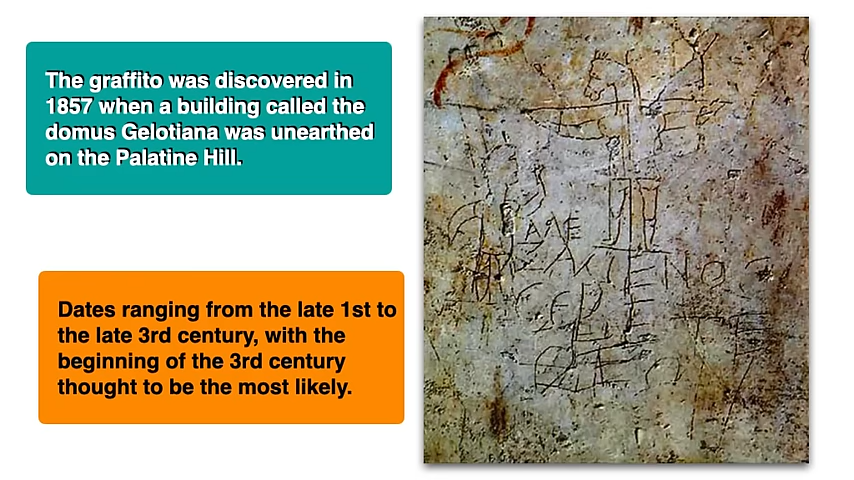 The graffito was discovered in
1857 when a building called the
domus Gelotiana was unearthed
on the Palatine Hill.
Dates ranging from the late 1st to
the late 3rd century, with the
beginning of the 3rd century
thought to be the most likely.